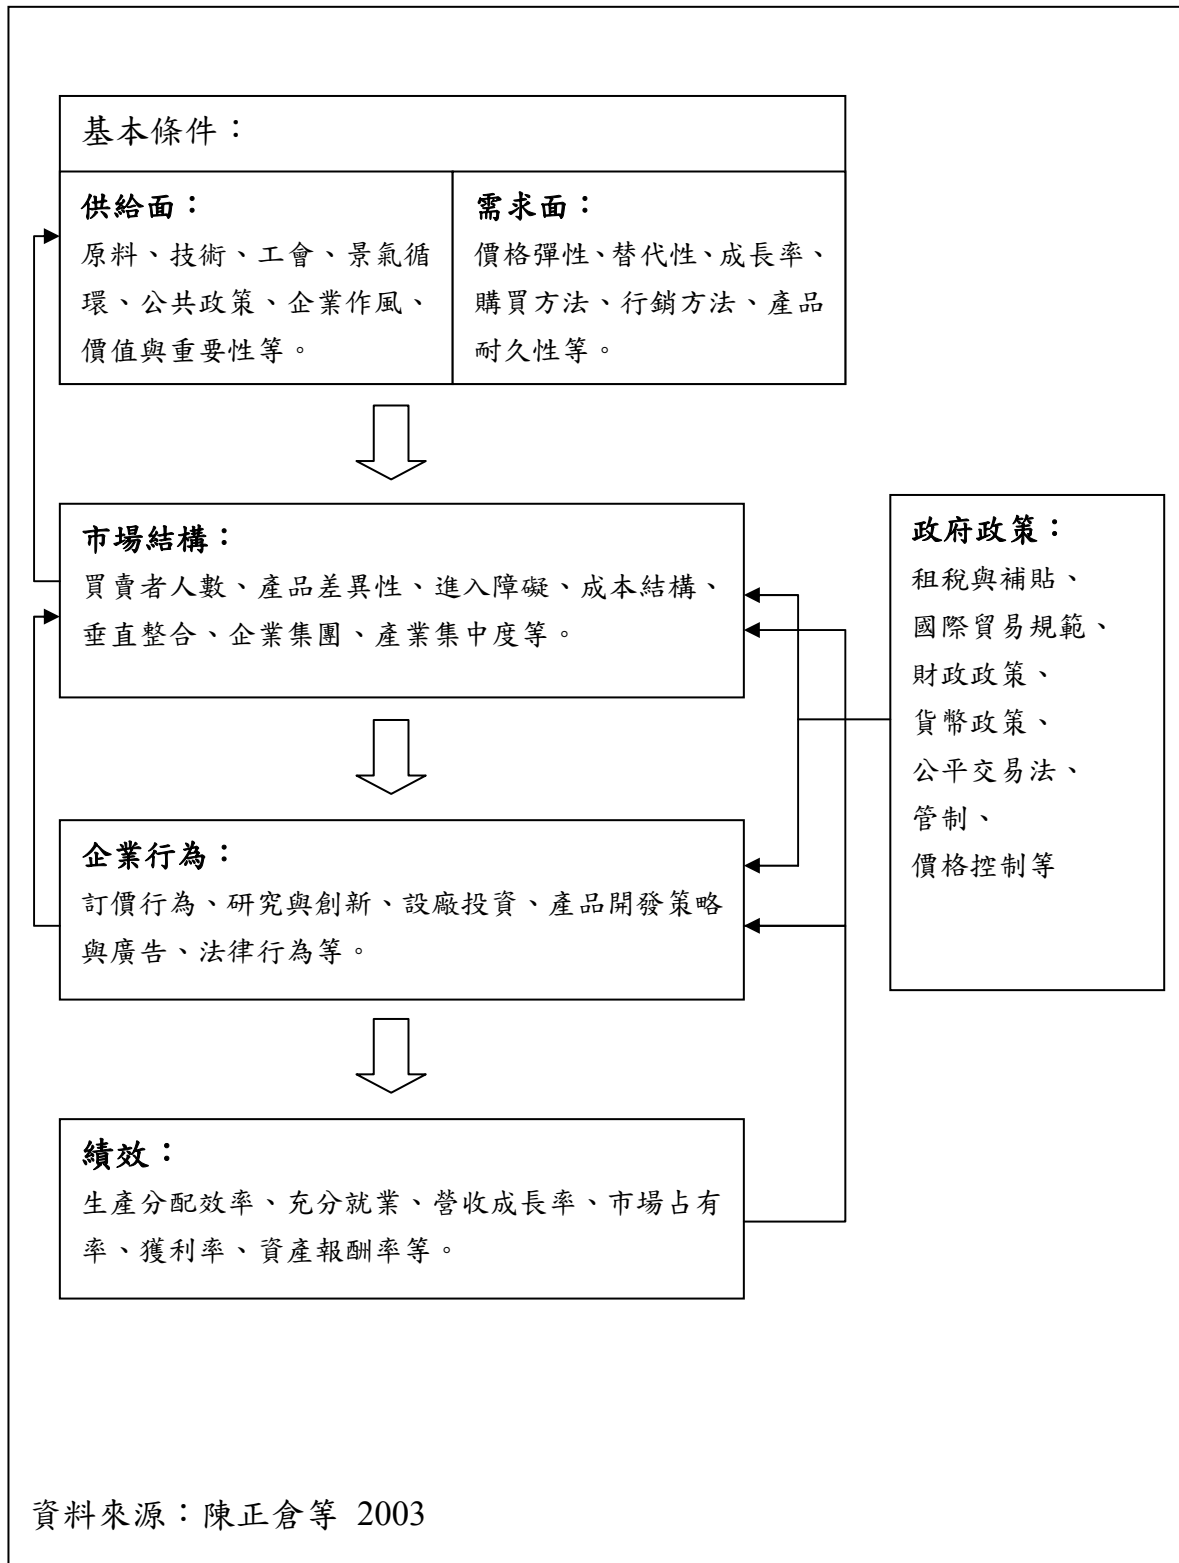 基本條件：
供給面：
原料、技術、工會、景氣循
環、公共政策、企業作風、
價值與重要性等。
需求面：
價格彈性、替代性、成長率、
購買方法、行銷方法、產品
耐久性等。
市場結構：
買賣者人數、產品差異性、進入障礙、成本結構、
垂直整合、企業集團、產業集中度等。
政府政策：
租稅與補貼、
國際貿易規範、
財政政策、
貨幣政策、
公平交易法、
管制、
價格控制等
企業行為：
訂價行為、研究與創新、設廠投資、產品開發策略
與廣告、法律行為等。
績效：
生產分配效率、充分就業、營收成長率、市場占有
率、獲利率、資產報酬率等。
資料來源：陳正倉等 2003